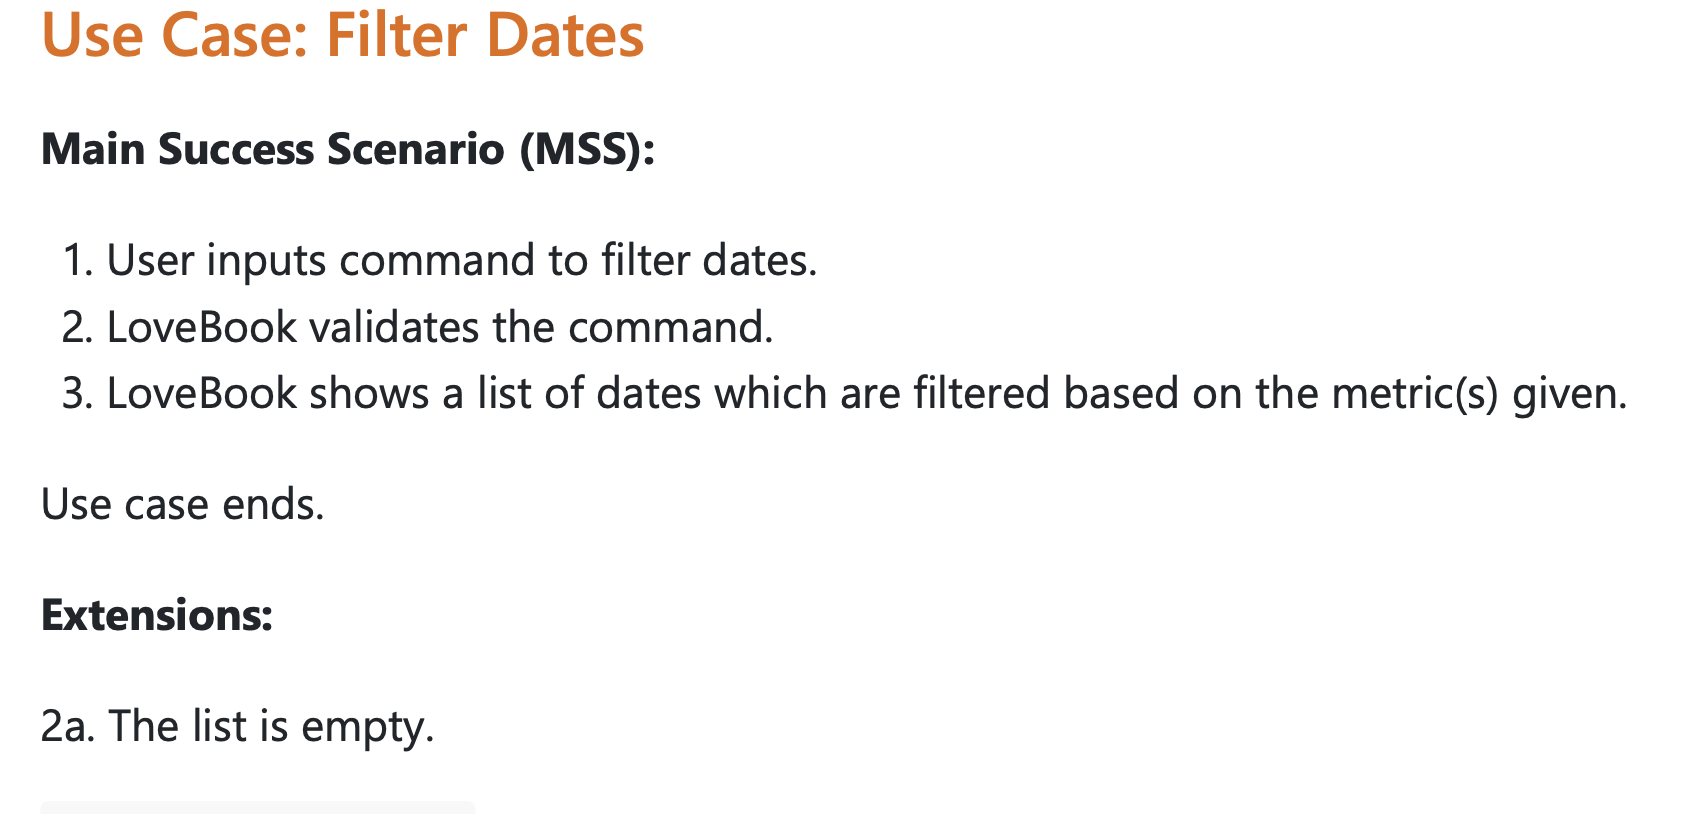 Use Case: Filter Dates
Main Success Scenario (MSS):
1. User inputs command to filter dates.
2. LoveBook validates the command.
3. LoveBook shows a list of dates which are filtered based on the metric(s) given.
Use case ends.
Extensions:
2a. The list is empty.